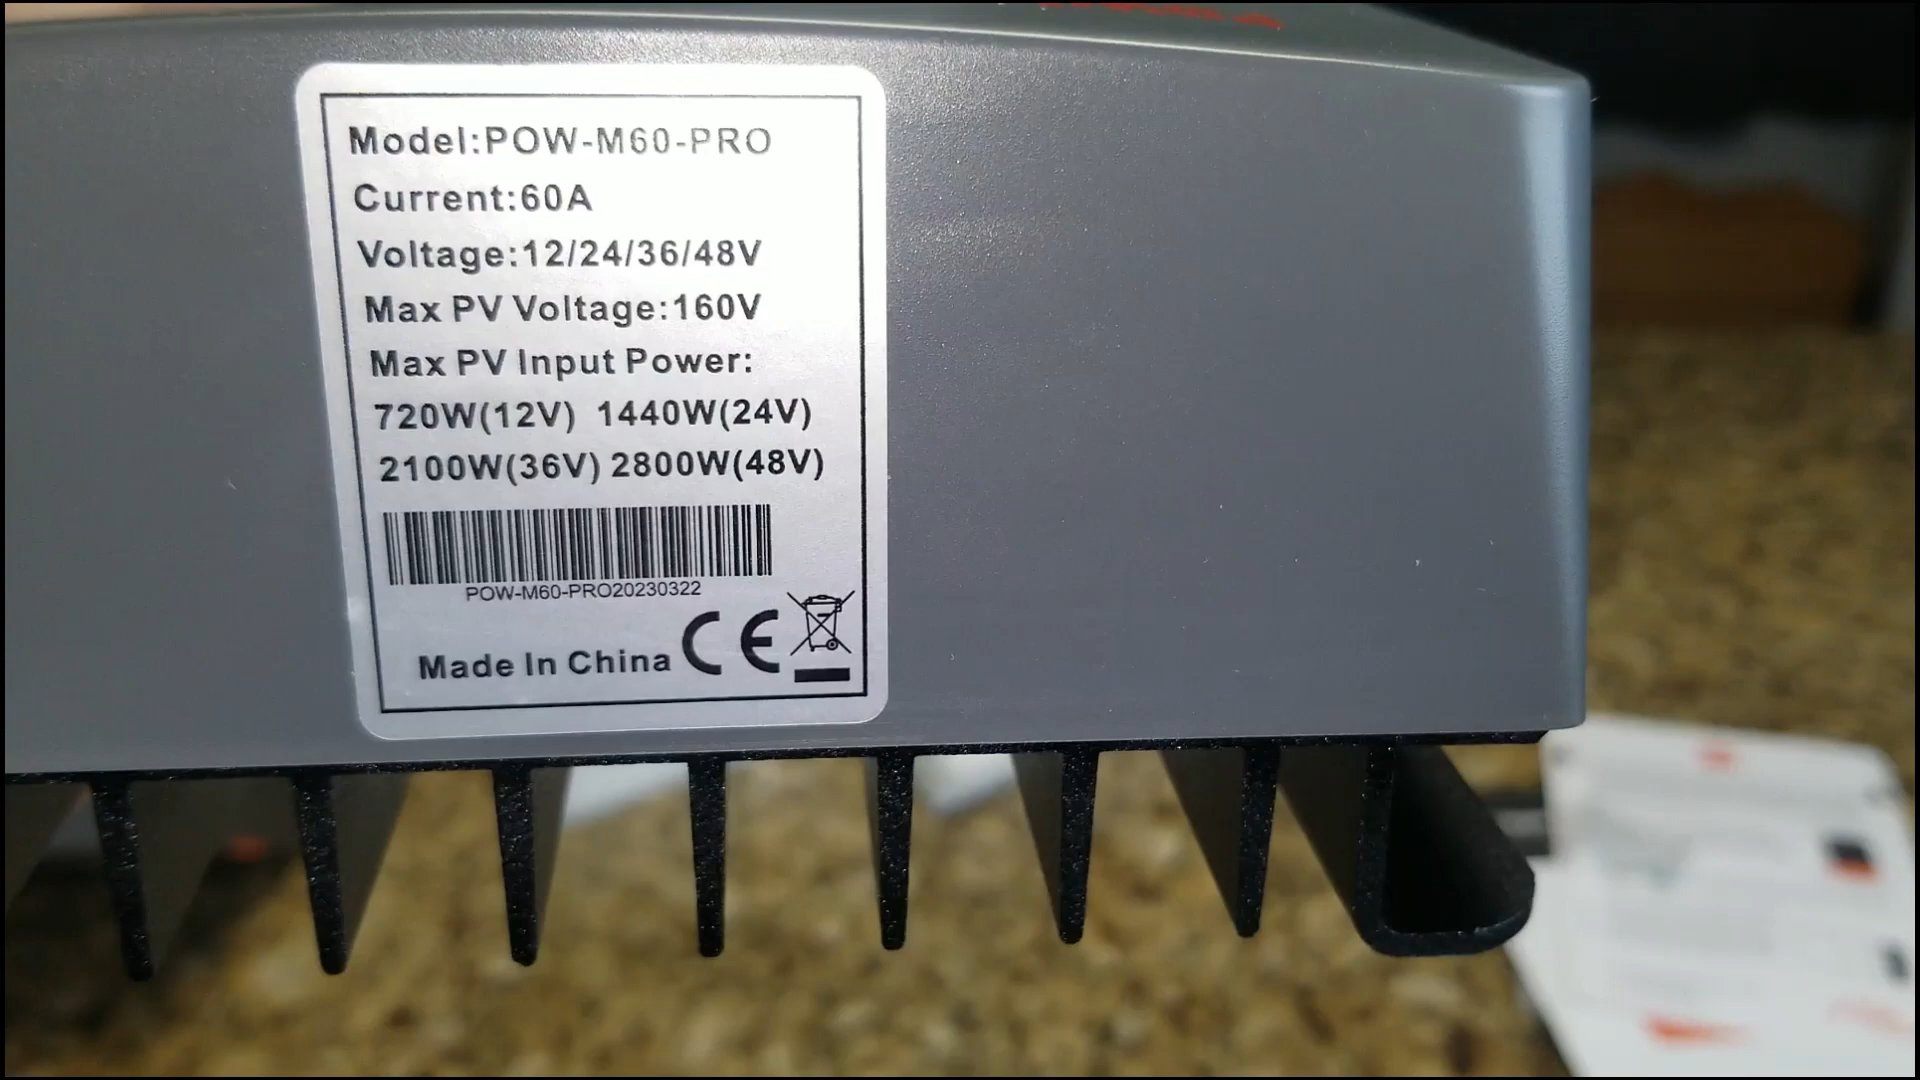 Model:POW-M60-PRO
Current:60A
Voltage:12/24/36/48V
Max PV Voltage:160V
Max PV Input Power:
720W(12V) 1440W(24V)
2100W(36V) 2800W(48V)
POW-M60-PRO20230322
Made In China CE